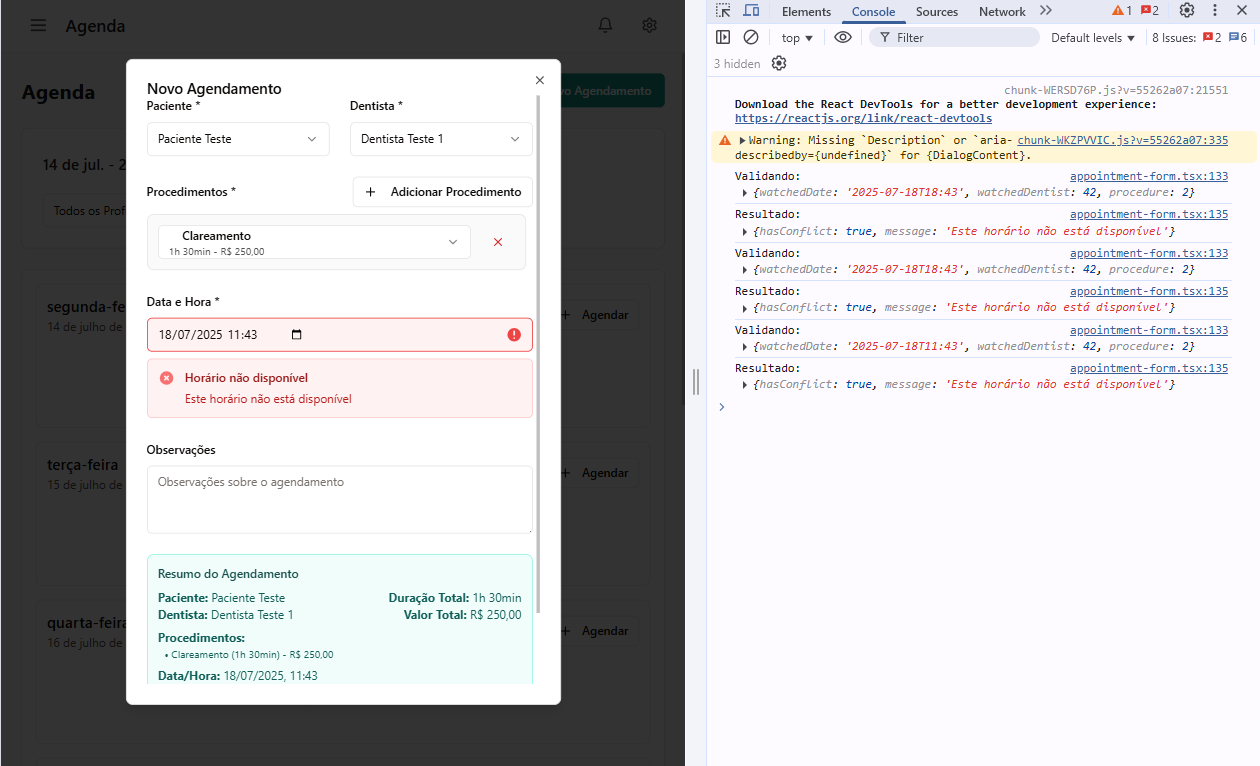 Agenda
Agenda
vo Agendamento
14 de jul. - 2
Todos os Prof
segunda-fe
14 de julho de
+ Agendar
terça-feira
15 de julho de
+ Agendar
quarta-feira
16 de julho de
+ Agendar
Novo Agendamento
Paciente *
Dentista *
Paciente Teste
Dentista Teste 1
Procedimentos *
+ Adicionar Procedimento
Clareamento
1h 30min - R$ 250,00
Data e Hora *
18/07/2025 11:43
Horário não disponível
Este horário não está disponível
Observações
Observações sobre o agendamento
Resumo do Agendamento
Paciente: Paciente Teste
Duração Total: 1h 30min
Dentista: Dentista Teste 1
Valor Total: R$ 250,00
Procedimentos:
• Clareamento (1h 30min) - R$ 250,00
Data/Hora: 18/07/2025, 11:43
Elements Console Sources Network 1 2
top Filter Default levels 8 Issues: 2 6
3 hidden
chunk-WERSD76P.js?v=55262a07:21551
Download the React DevTools for a better development experience:
https://reactjs.org/link/react-devtools
Warning: Missing `Description` or `aria- chunk-WKZPVVIC.js?v=55262a07:335
describedby={undefined}` for {DialogContent}.
Validando: appointment-form.tsx:133
{watchedDate: '2025-07-18T18:43', watchedDentist: 42, procedure: 2}
Resultado: appointment-form.tsx:135
{hasConflict: true, message: 'Este horário não está disponível'}
Validando: appointment-form.tsx:133
{watchedDate: '2025-07-18T18:43', watchedDentist: 42, procedure: 2}
Resultado: appointment-form.tsx:135
{hasConflict: true, message: 'Este horário não está disponível'}
Validando: appointment-form.tsx:133
{watchedDate: '2025-07-18T11:43', watchedDentist: 42, procedure: 2}
Resultado: appointment-form.tsx:135
{hasConflict: true, message: 'Este horário não está disponível'}